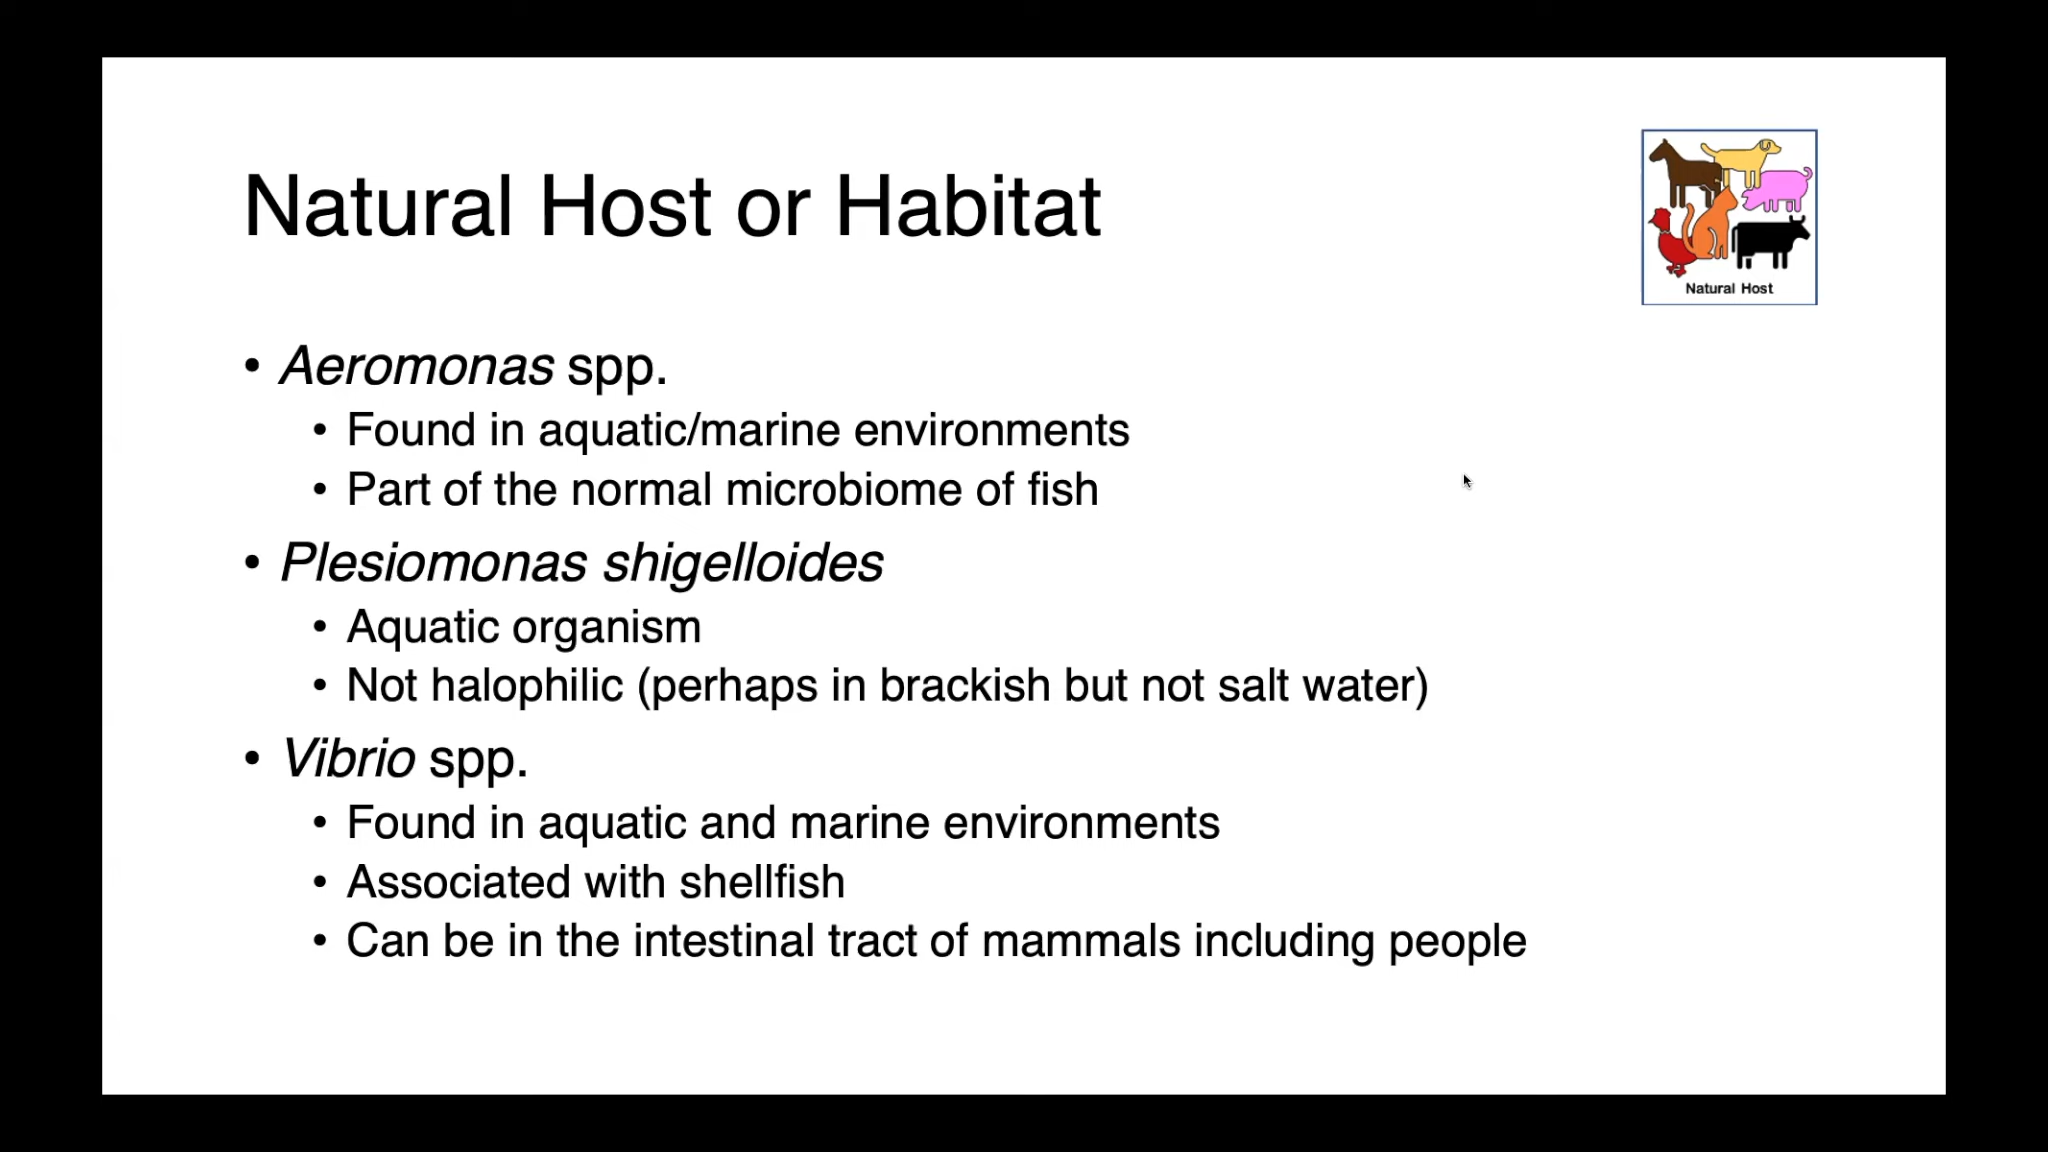 Natural Host or Habitat
Natural Host
• Aeromonas spp.
• Found in aquatic/marine environments
• Part of the normal microbiome of fish
• Plesiomonas shigelloides
• Aquatic organism
• Not halophilic (perhaps in brackish but not salt water)
• Vibrio spp.
• Found in aquatic and marine environments
• Associated with shellfish
• Can be in the intestinal tract of mammals including people